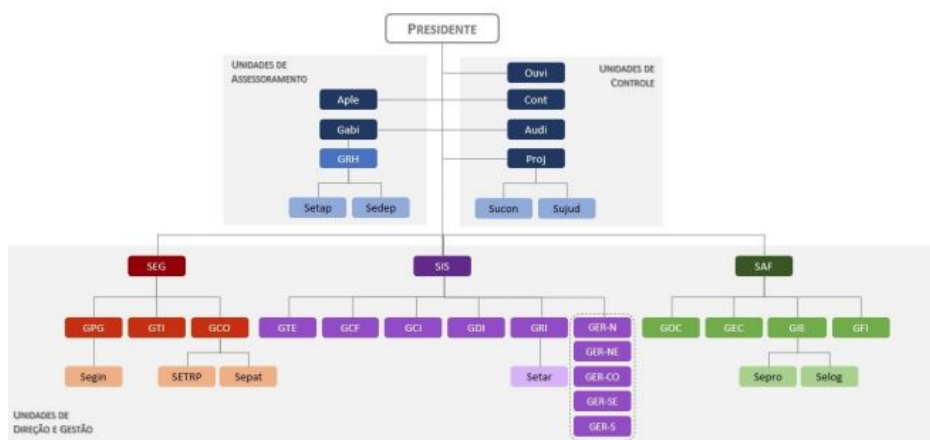 PRESIDENTE
UNIDADES DE
ASSESSORAMENTO
UNIDADES DE
CONTROLE
Ouvi
Aple
Cont
Gabi
Audi
GRH
Proj
Setap
Sedep
Sucon
Sujud
SEG
SIS
SAF
GPG
GTI
GCO
GTE
GCF
GCI
GDI
GRI
GER-N
GOC
GEC
GIE
GFI
GER-NE
Segin
SETRP
Sepat
Setar
GER-CO
Sepro
Selog
GER-SE
GER-S
UNIDADES DE
DIREÇÃO E GESTÃO